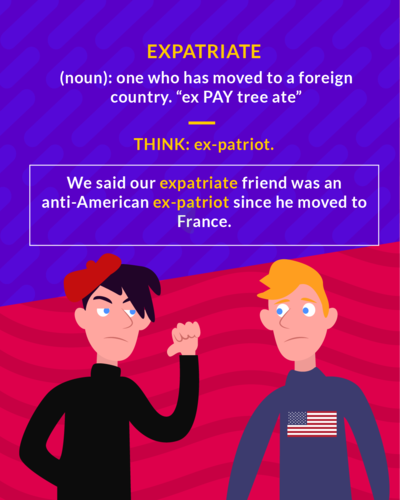 EXPATRIATE
(noun): one who has moved to a foreign
country. “ex PAY tree ate”
THINK: ex-patriot.
We said our expatriate friend was an
anti-American ex-patriot since he moved to
France.